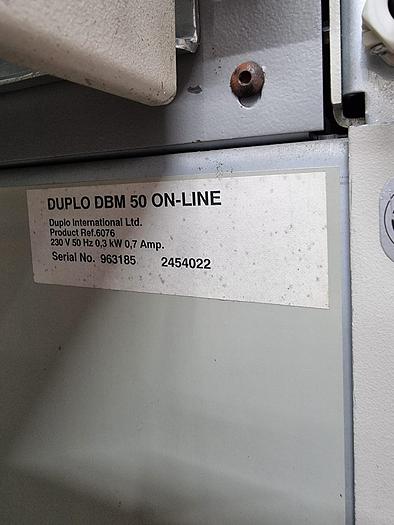 DUPLO DBM 50 ON-LINE
Duplo International Ltd.
Product Ref.6076
230 V 50 Hz 0,3 kW 0,7 Amp.
Serial No. 963185 2454022